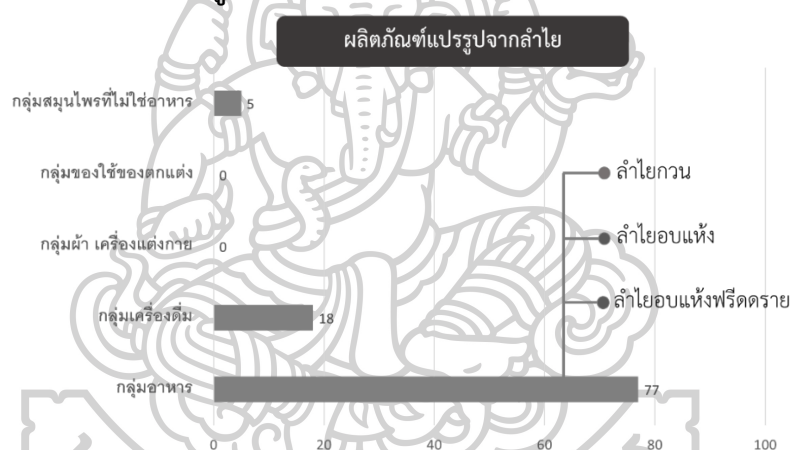 ผลิตภัณฑ์แปรรูปจากลำไย
กลุ่มสมุนไพรที่ไม่ใช่อาหาร 5
กลุ่มของใช้ของตกแต่ง 0
ลำไยกวน
กลุ่มผ้า เครื่องแต่งกาย 0
ลำไยอบแห้ง
กลุ่มเครื่องดื่ม 18
ลำไยอบแห้งฟรีดดราย
กลุ่มอาหาร 77
0 20 40 60 80 100